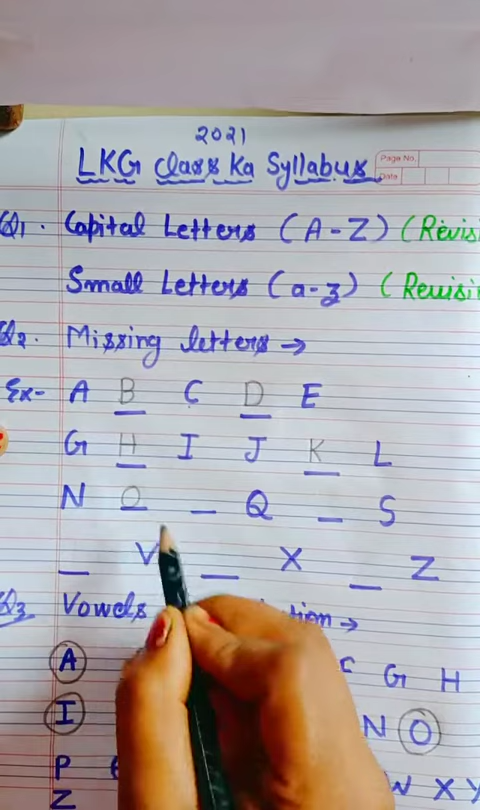 2021
LKG class Ka Syllabus
Page No.
Date
Q1. Capital Letters (A-Z) (Revisi
Small Letters (a-z) (Revisi
Q2. Missing letters →
Ex- A B C D E
G H I J K L
N O _ Q _ S
_ V _ X _ Z
Q3 Vowels →
A G H
I N O
P W X Y
Z